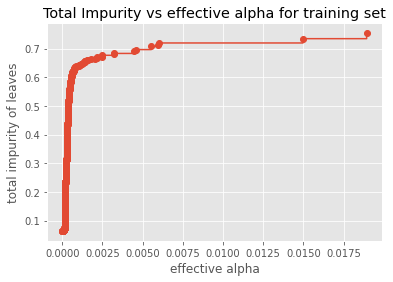 Total Impurity vs effective alpha for training set
total impurity of leaves
0.7
0.6
0.5
0.4
0.3
0.2
0.1
0.0000 0.0025 0.0050 0.0075 0.0100 0.0125 0.0150 0.0175
effective alpha